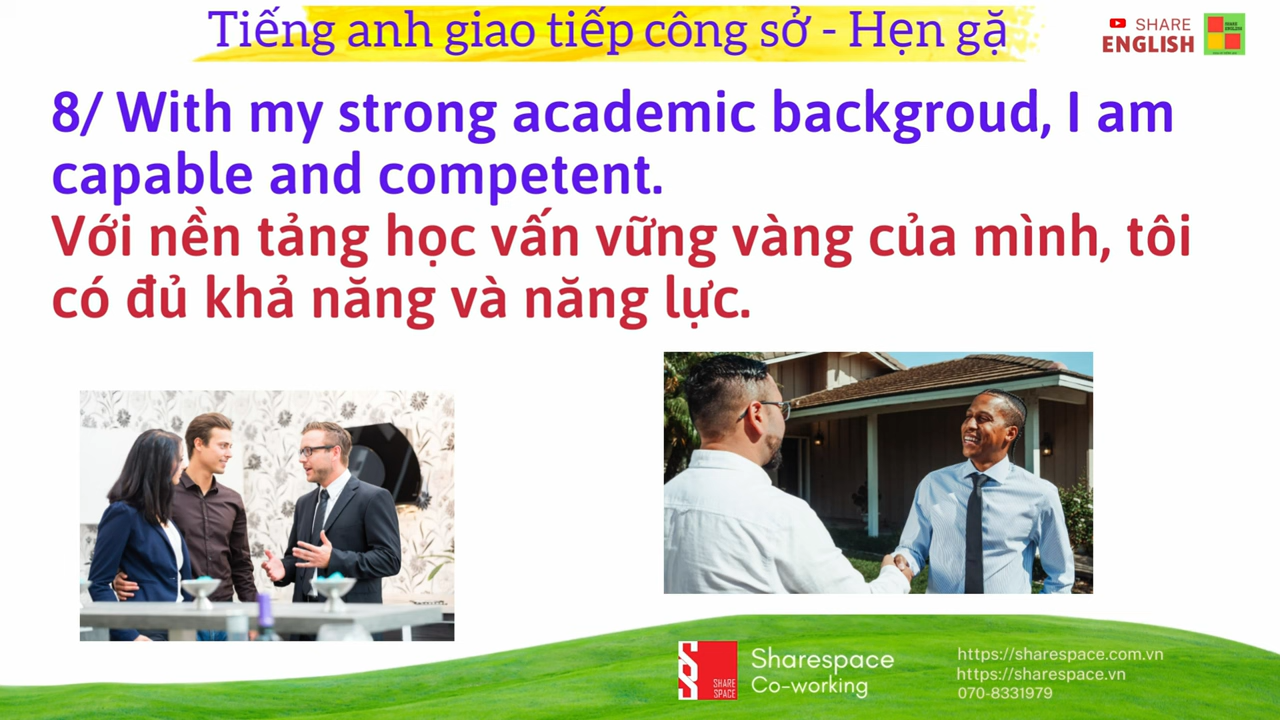 Tiếng anh giao tiếp công sở - Hẹn gặ
SHARE
ENGLISH
8/ With my strong academic backgroud, I am
capable and competent.
Với nền tảng học vấn vững vàng của mình, tôi
có đủ khả năng và năng lực.
SHARE
SPACE
Sharespace
Co-working
https://sharespace.com.vn
https://sharespace.vn
070-8331979